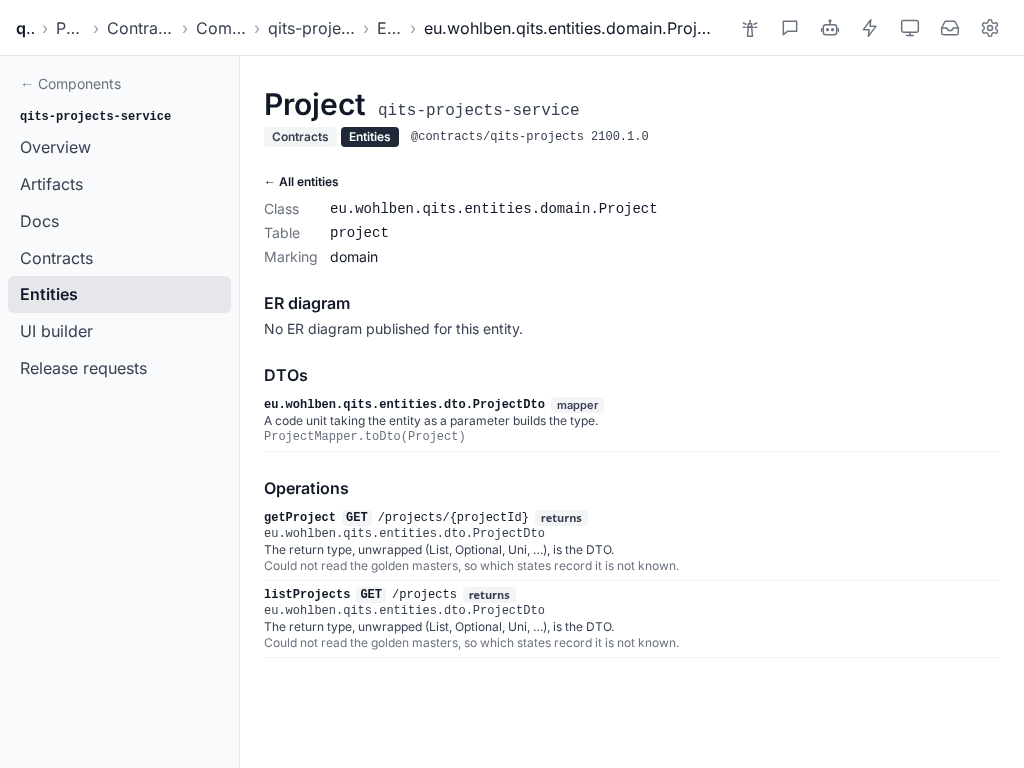 q.. › P... › Contra... › Com... › qits-proje... › E... › eu.wohlben.qits.entities.domain.Proj...
← Components
qits-projects-service
Overview
Artifacts
Docs
Contracts
Entities
UI builder
Release requests
Project qits-projects-service
Contracts Entities @contracts/qits-projects 2100.1.0
← All entities
Class eu.wohlben.qits.entities.domain.Project
Table project
Marking domain
ER diagram
No ER diagram published for this entity.
DTOs
eu.wohlben.qits.entities.dto.ProjectDto mapper
A code unit taking the entity as a parameter builds the type.
ProjectMapper.toDto(Project)
Operations
getProject GET /projects/{projectId} returns
eu.wohlben.qits.entities.dto.ProjectDto
The return type, unwrapped (List, Optional, Uni, …), is the DTO.
Could not read the golden masters, so which states record it is not known.
listProjects GET /projects returns
eu.wohlben.qits.entities.dto.ProjectDto
The return type, unwrapped (List, Optional, Uni, …), is the DTO.
Could not read the golden masters, so which states record it is not known.